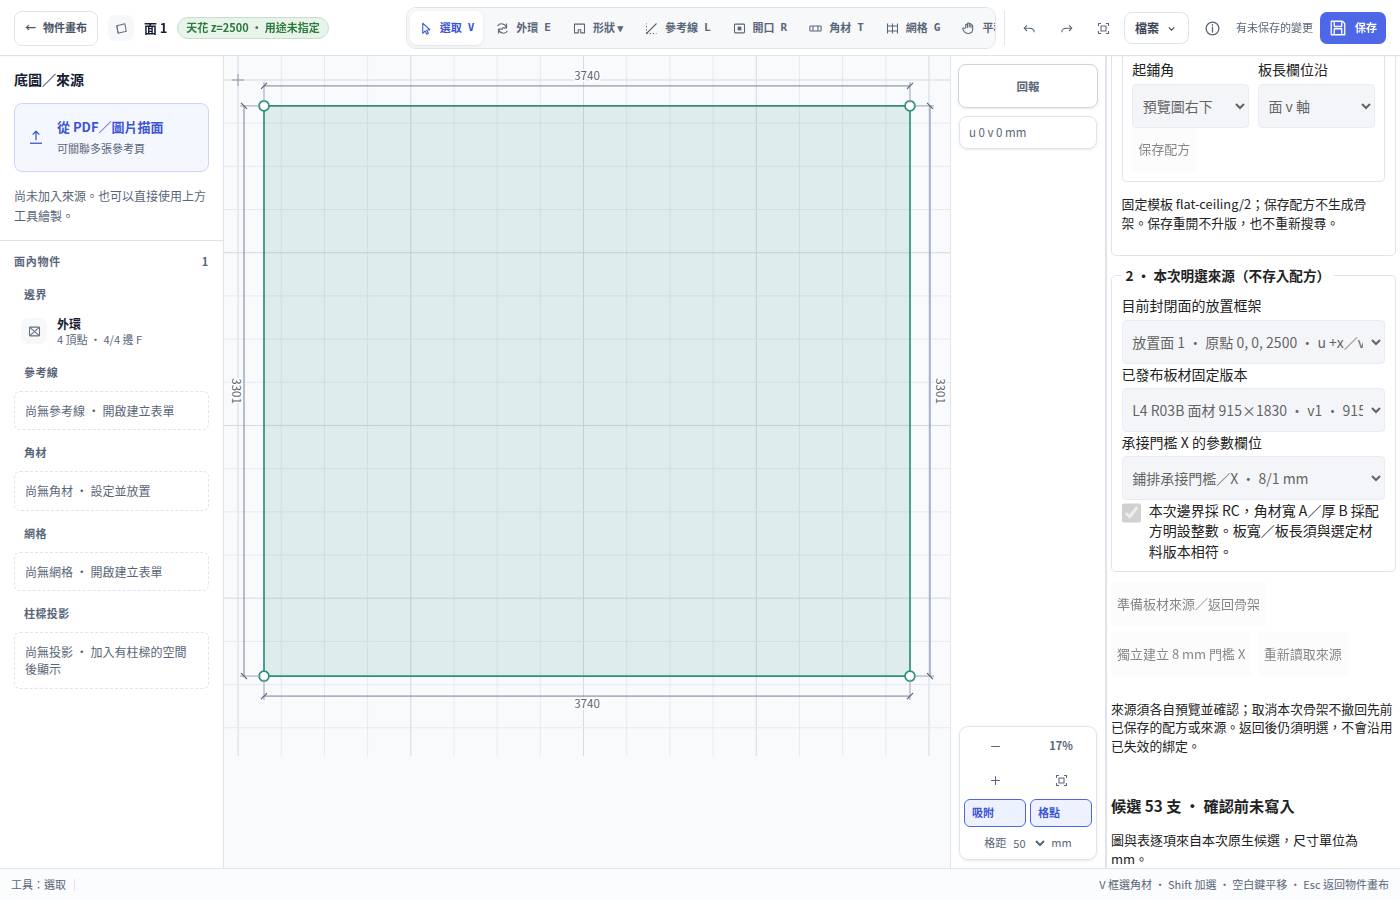 ← 物件畫布
面 1
天花 z=2500 · 用途未指定
選取 V
外環 E
形狀▾
參考線 L
開口 R
角材 T
網格 G
檔案
有未保存的變更
保存
底圖／來源
從 PDF／圖片描面
可關聯多張參考頁
尚未加入來源。也可以直接使用上方
工具繪製。
面內物件 1
邊界
外環
4 頂點 · 4/4 邊 F
參考線
尚無參考線 · 開啟建立表單
角材
尚無角材 · 設定並放置
網格
尚無網格 · 開啟建立表單
柱樑投影
尚無投影 · 加入有柱樑的空間
後顯示
3740
3301
3301
3740
回報
u 0 v 0 mm
17%
吸附
格點
格距 50 mm
起鋪角
板長欄位沿
預覽圖右下
面 v 軸
保存配方
固定模板 flat-ceiling/2；保存配方不生成骨
架。保存重開不升版，也不重新搜尋。
2 · 本次明選來源（不存入配方）
目前封閉面的放置框架
放置面 1 · 原點 0, 0, 2500 · u +x／v
已發布板材固定版本
L4 R03B 面材 915×1830 · v1 · 915
承接門檻 X 的參數欄位
鋪排承接門檻／X · 8/1 mm
本次邊界採 RC，角材寬 A／厚 B 採配
方明設整數。板寬／板長須與選定材
料版本相符。
準備板材來源／返回骨架
獨立建立 8 mm 門檻 X
重新讀取來源
來源須各自預覽並確認；取消本次骨架不撤回先前
已保存的配方或來源。返回後仍須明選，不會沿用
已失效的綁定。
候選 53 支 · 確認前未寫入
圖與表逐項來自本次原生候選，尺寸單位為
mm。
工具：選取
V 框選角材 · Shift 加選 · 空白鍵平移 · Esc 返回物件畫布